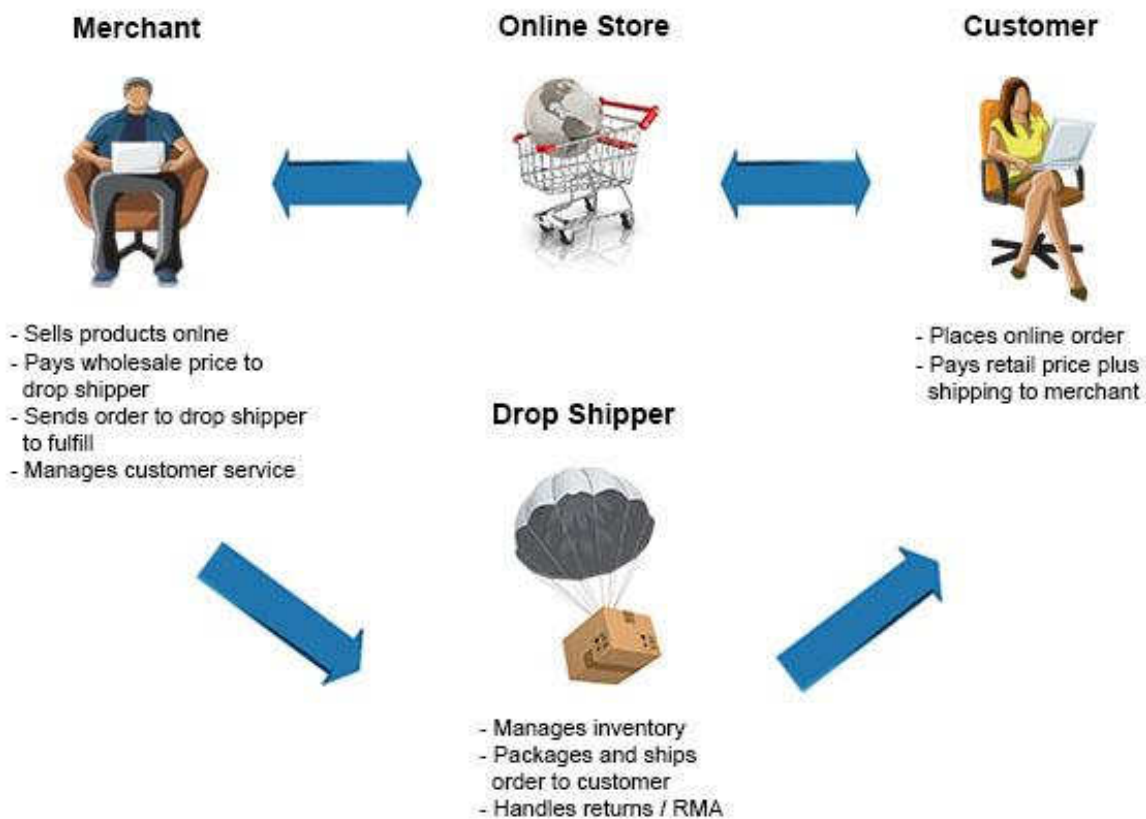 Merchant
Online Store
Customer
- Sells products onlne
- Pays wholesale price to
drop shipper
- Sends order to drop shipper
to fulfill
- Manages customer service
- Places online order
- Pays retail price plus
shipping to merchant
Drop Shipper
- Manages inventory
- Packages and ships
order to customer
- Handles returns / RMA